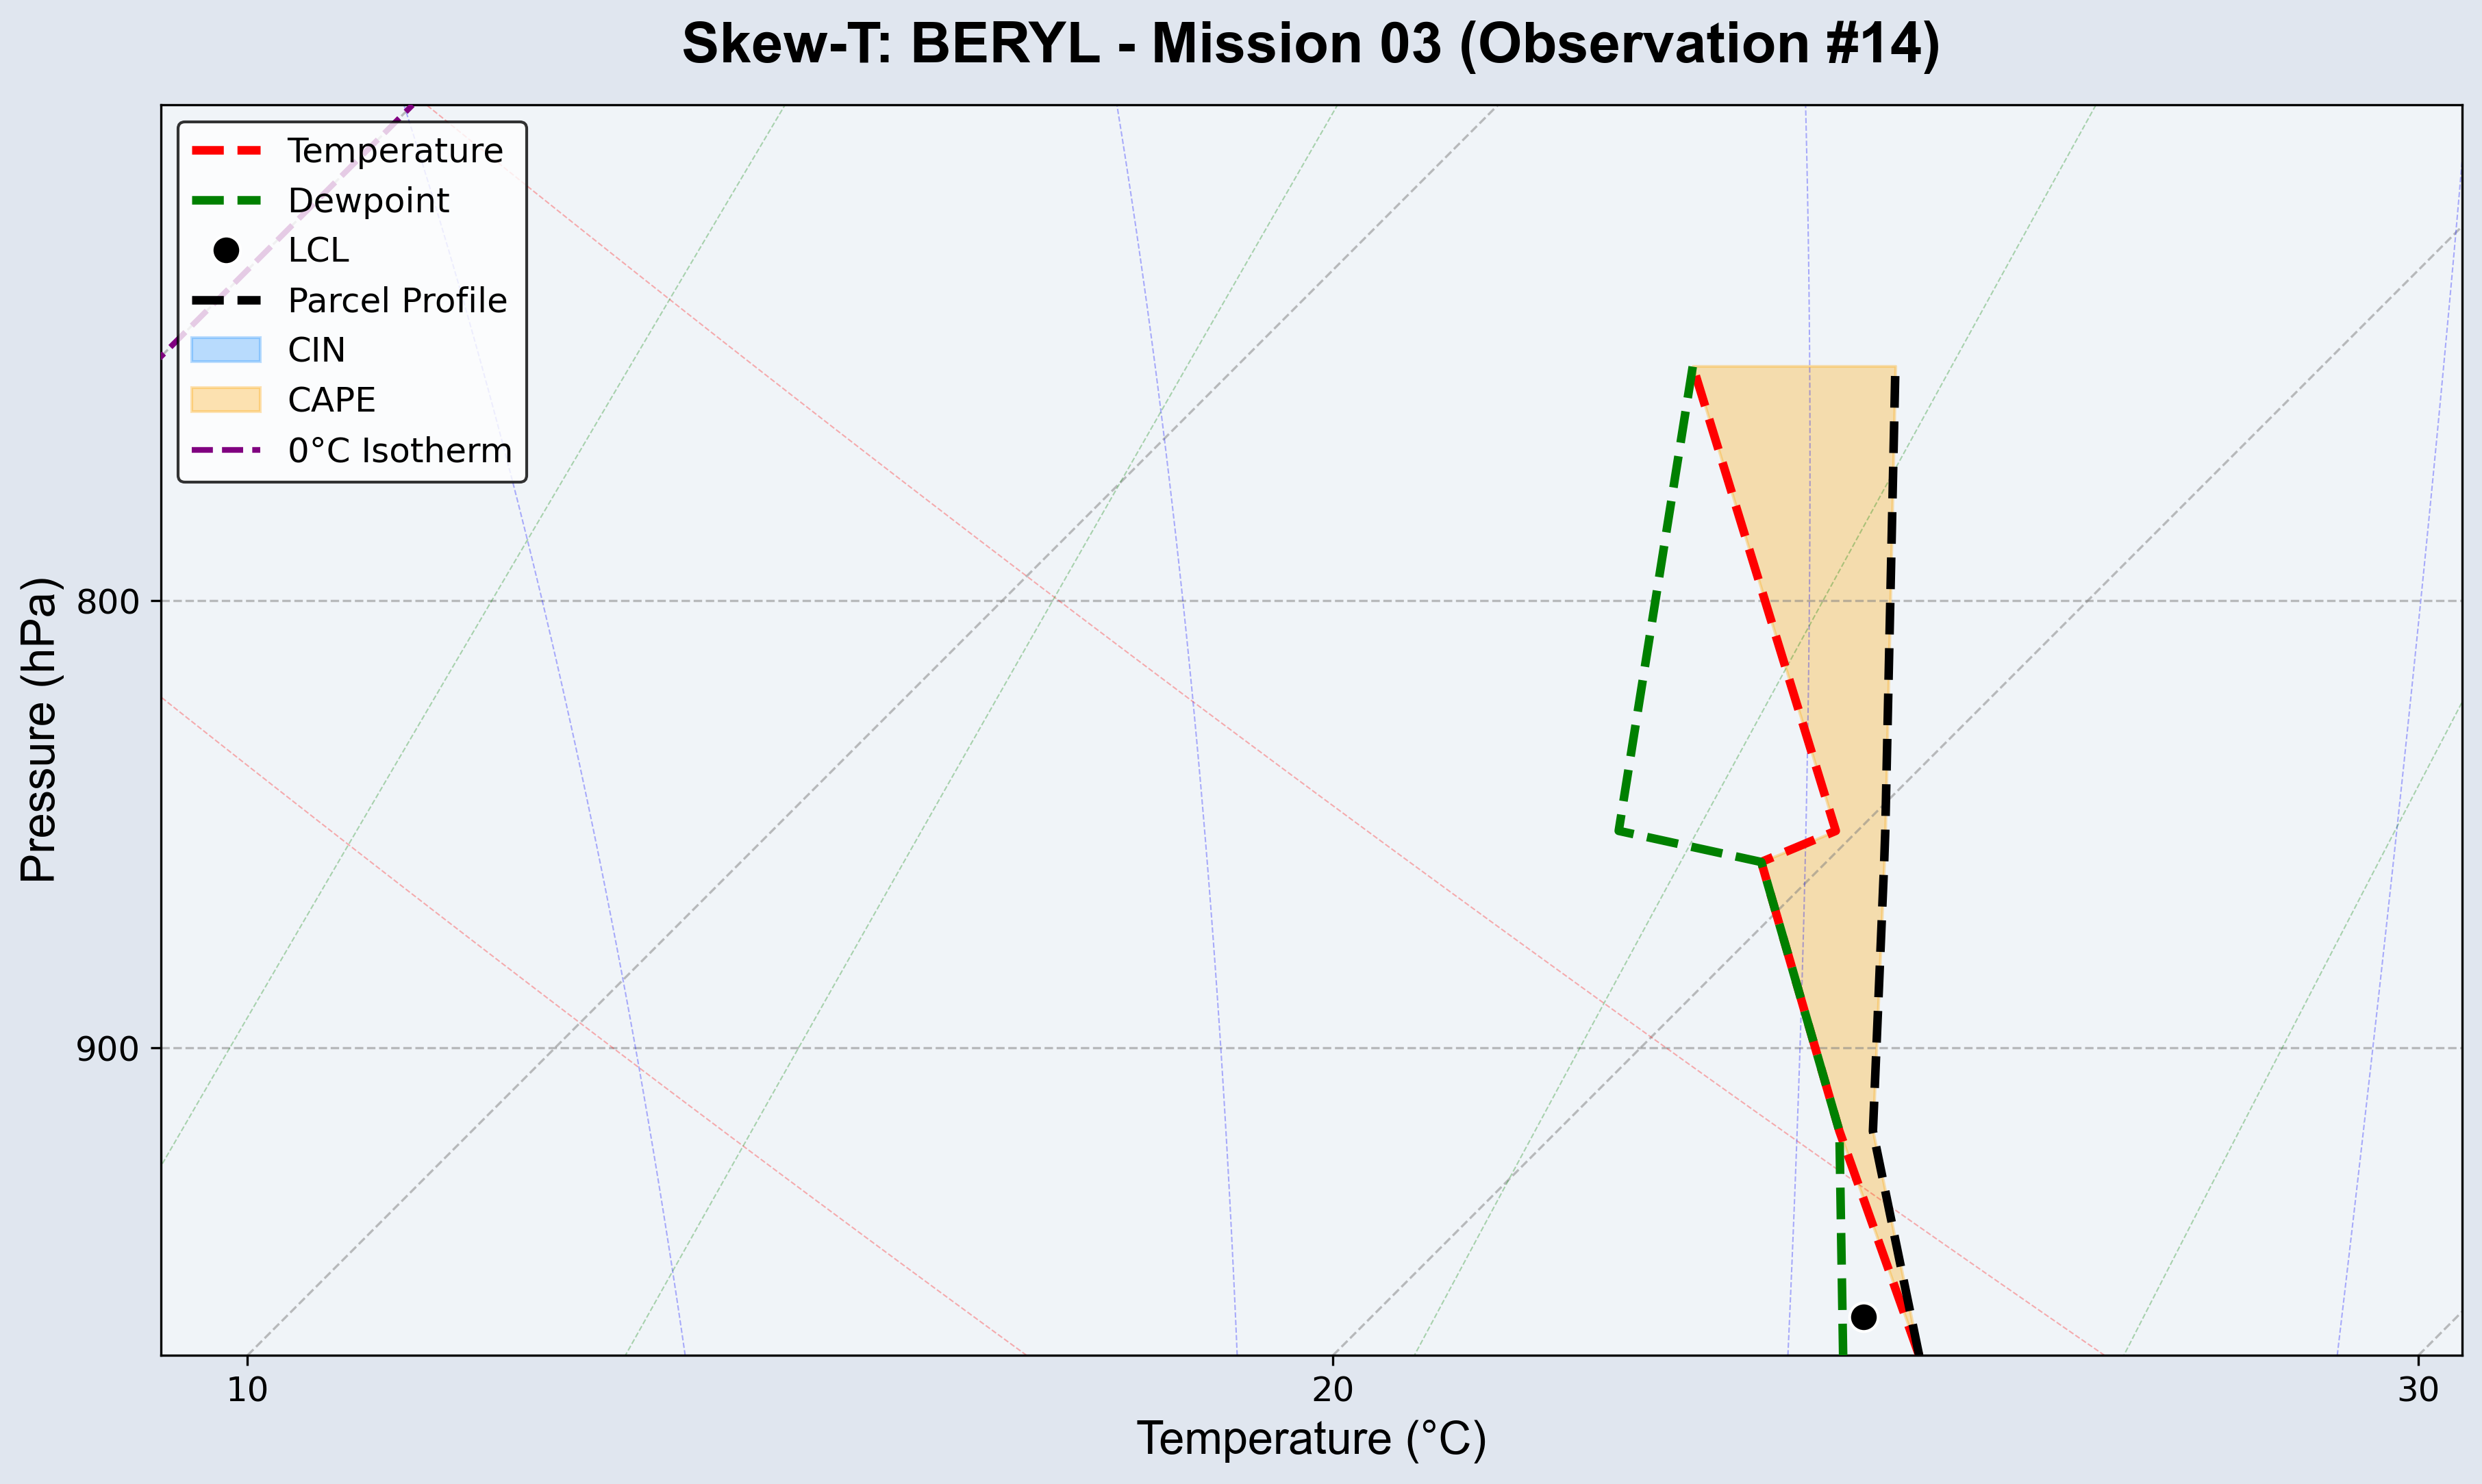 Skew-T: BERYL - Mission 03 (Observation #14)
Temperature
Dewpoint
LCL
Parcel Profile
CIN
CAPE
0°C Isotherm
Pressure (hPa)
800
900
10
20
30
Temperature (°C)